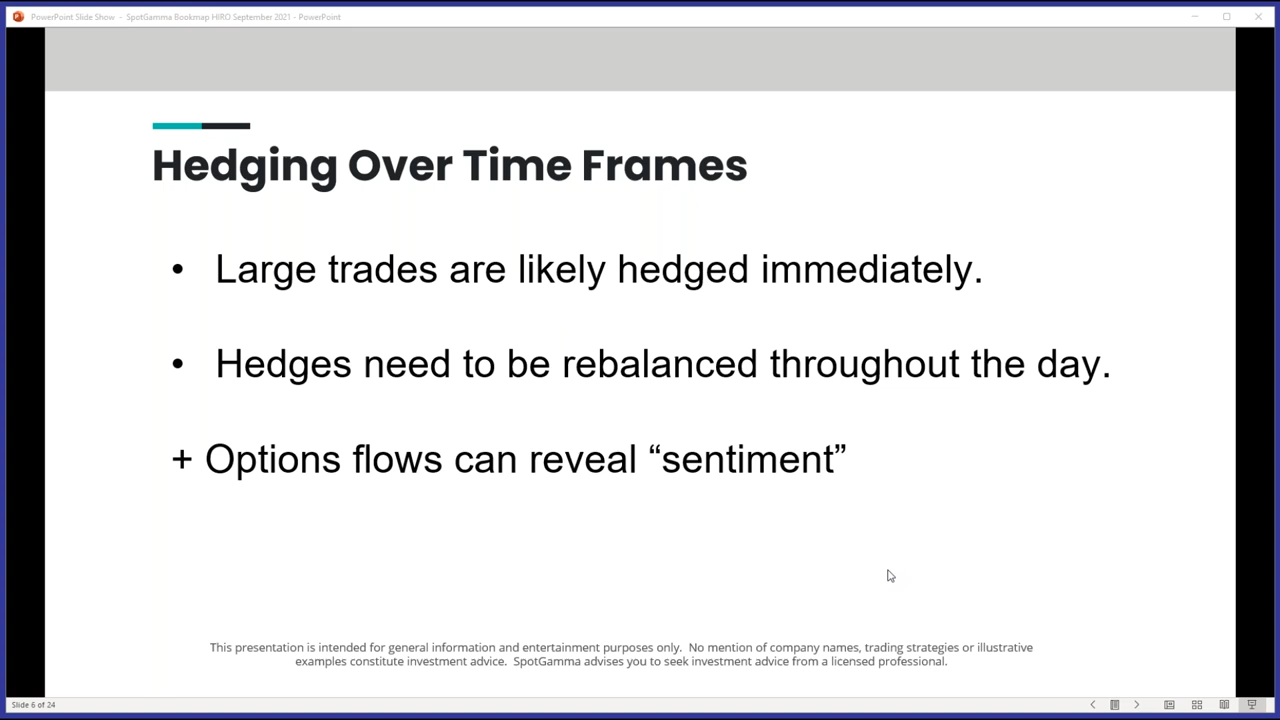 PowerPoint Slide Show - SpotGamma Bookmap HIRO September 2021 - PowerPoint
Hedging Over Time Frames
• Large trades are likely hedged immediately.
• Hedges need to be rebalanced throughout the day.
+ Options flows can reveal “sentiment”
This presentation is intended for general information and entertainment purposes only. No mention of company names, trading strategies or illustrative
examples constitute investment advice. SpotGamma advises you to seek investment advice from a licensed professional.
Slide 6 of 24